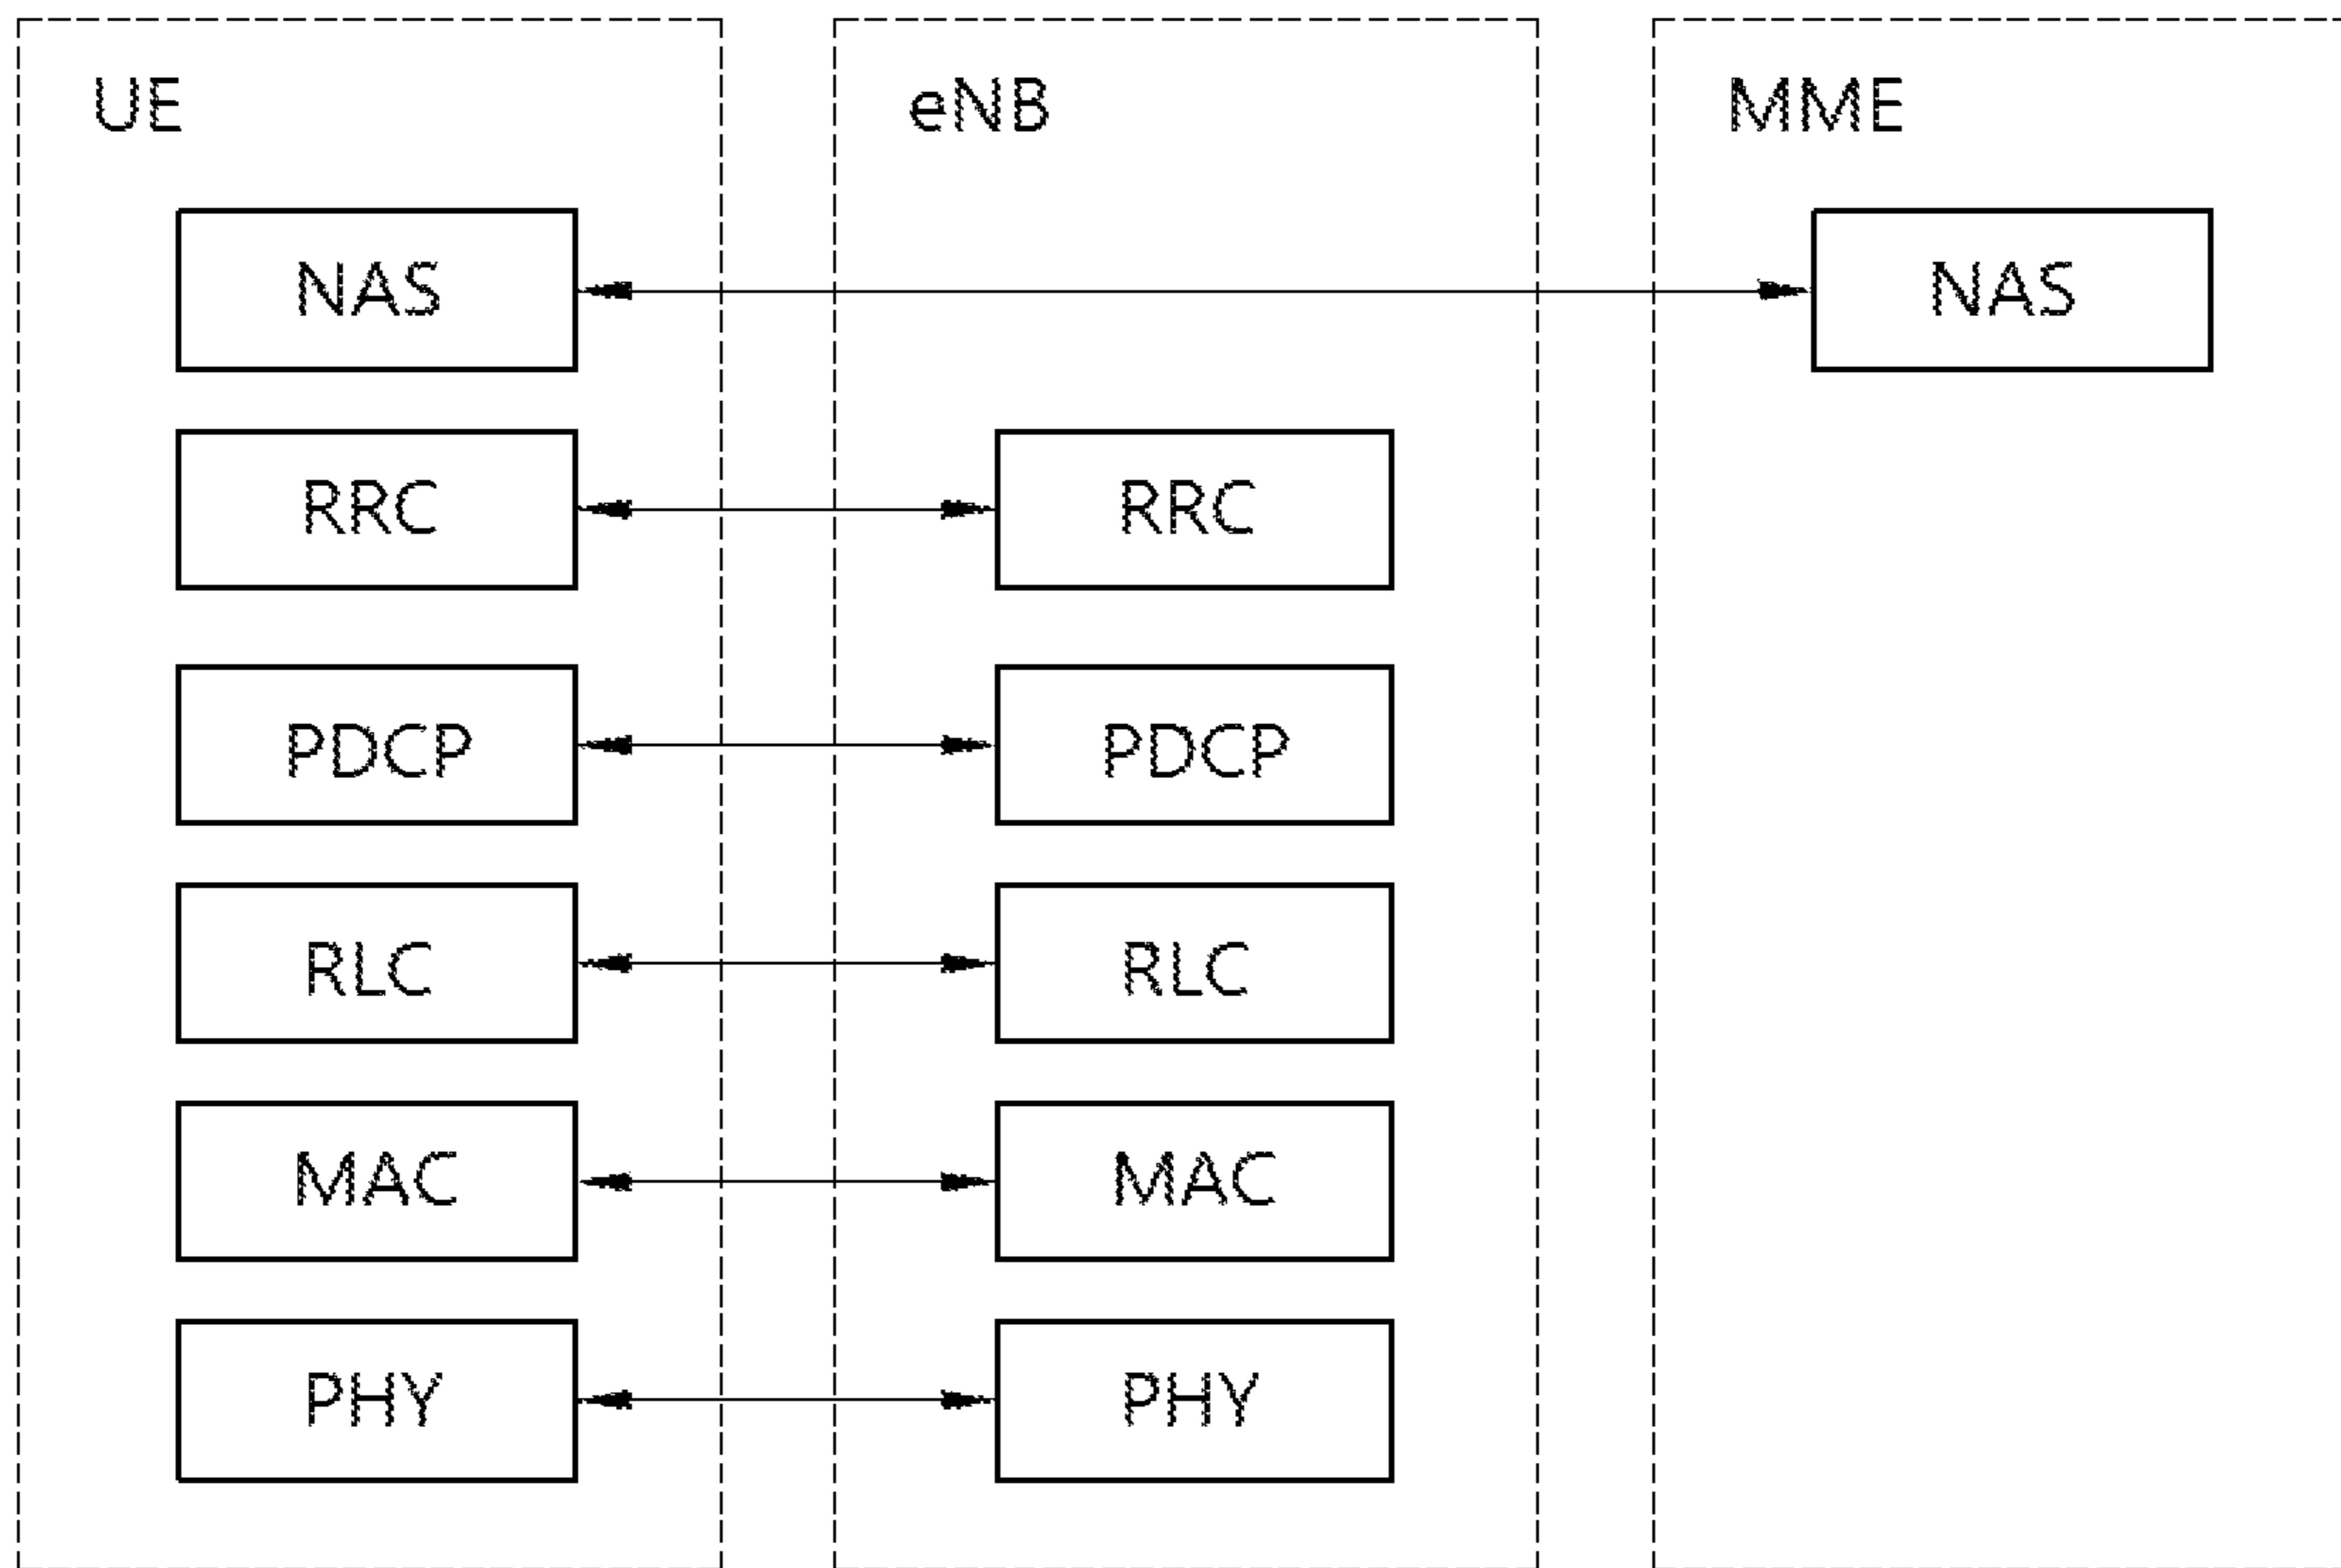 UE eNB MME
NAS NAS
RRC RRC
PDCP PDCP
RLC RLC
MAC MAC
PHY PHY